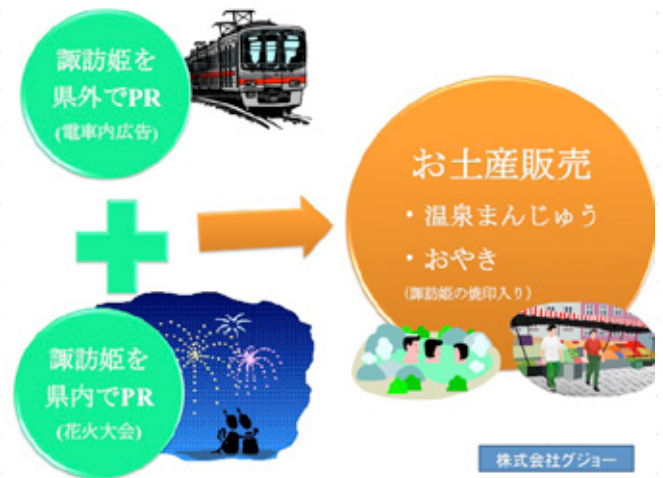 諏訪姫を
県外でPR
(電車内広告)
お土産販売
・温泉まんじゅう
・おやき
(諏訪姫の焼印入り)
諏訪姫を
県内でPR
(花火大会)
株式会社グジョー